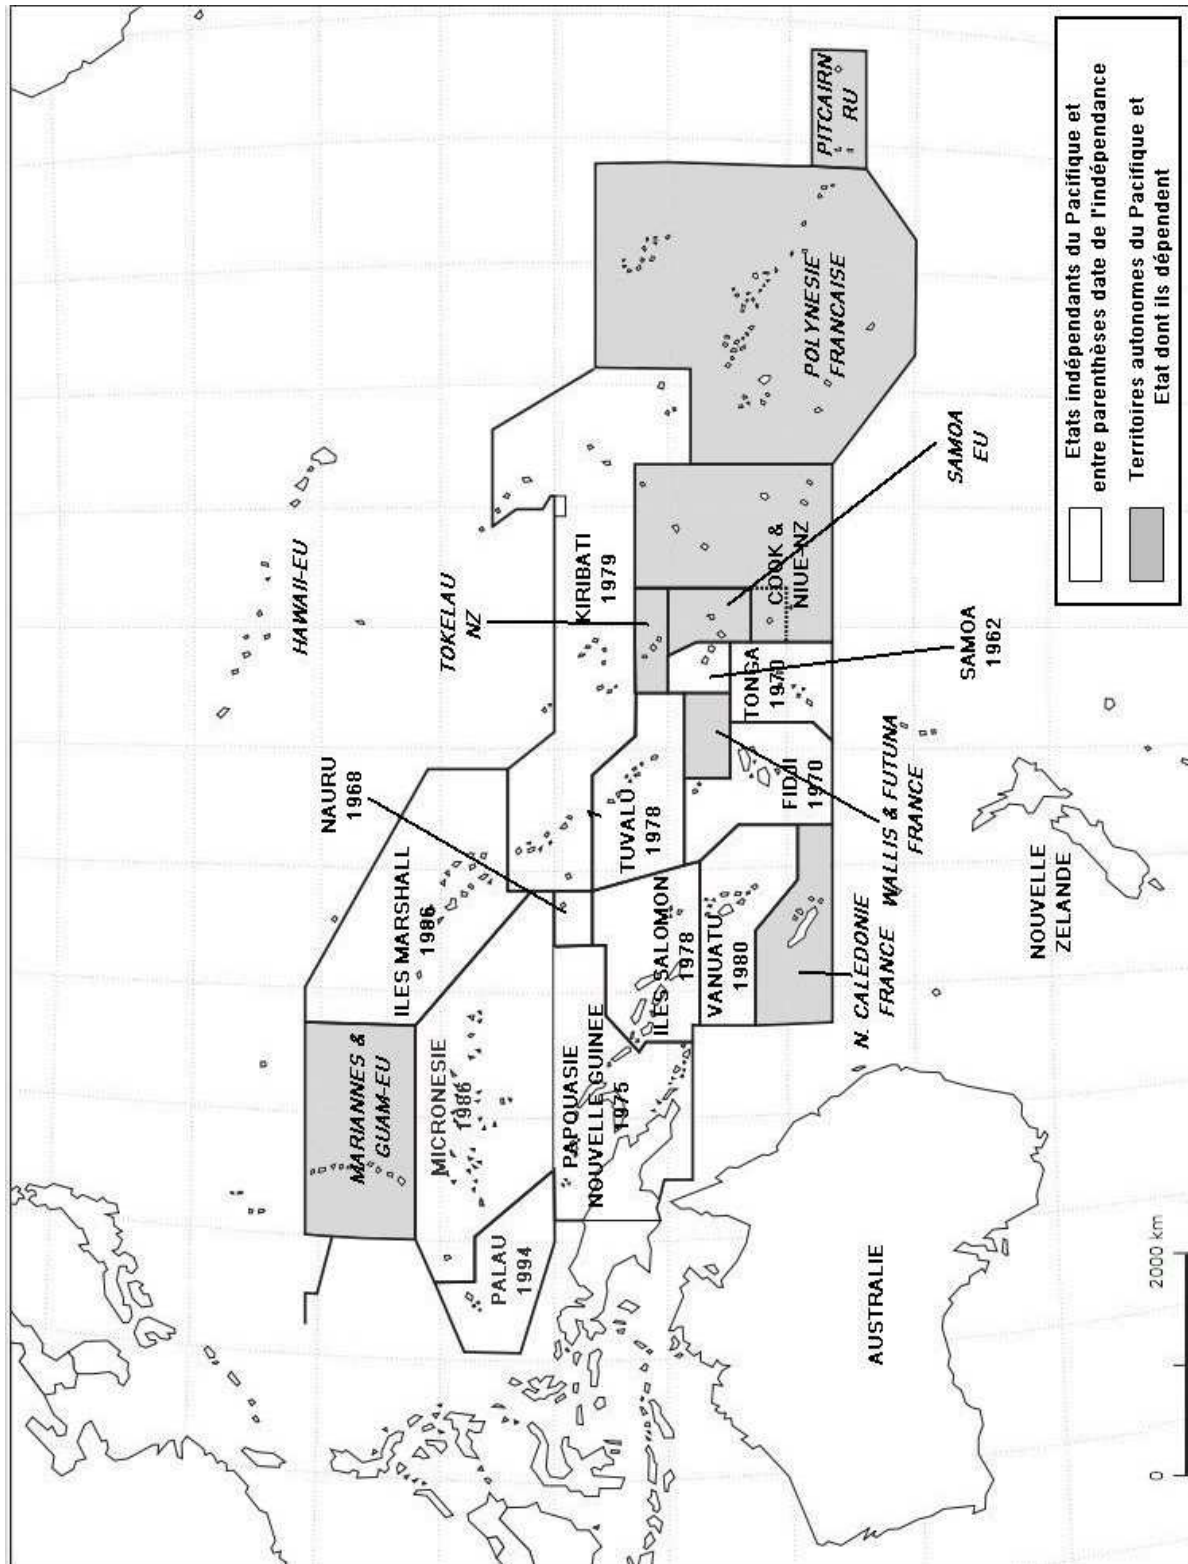 HAWAII-EU
MARIANNES &
GUAM-EU
NAURU
1968
ILES MARSHALL
1986
TOKELAU
NZ
MICRONESIE
1986
PALAU
1994
KIRIBATI
1979
PAPOUASIE
NOUVELLE GUINEE
1975
TUVALU
1978
ILES SALOMON
1978
VANUATU
1980
TONGA
1970
COOK &
NIUE-NZ
FIDJI
1970
POLYNESIE
FRANCAISE
PITCAIRN
RU
SAMOA
EU
SAMOA
1962
N. CALEDONIE
FRANCE
WALLIS & FUTUNA
FRANCE
AUSTRALIE
NOUVELLE
ZELANDE
0
2000 km
Etats indépendants du Pacifique et
entre parenthèses date de l'indépendance
Territoires autonomes du Pacifique et
Etat dont ils dépendent